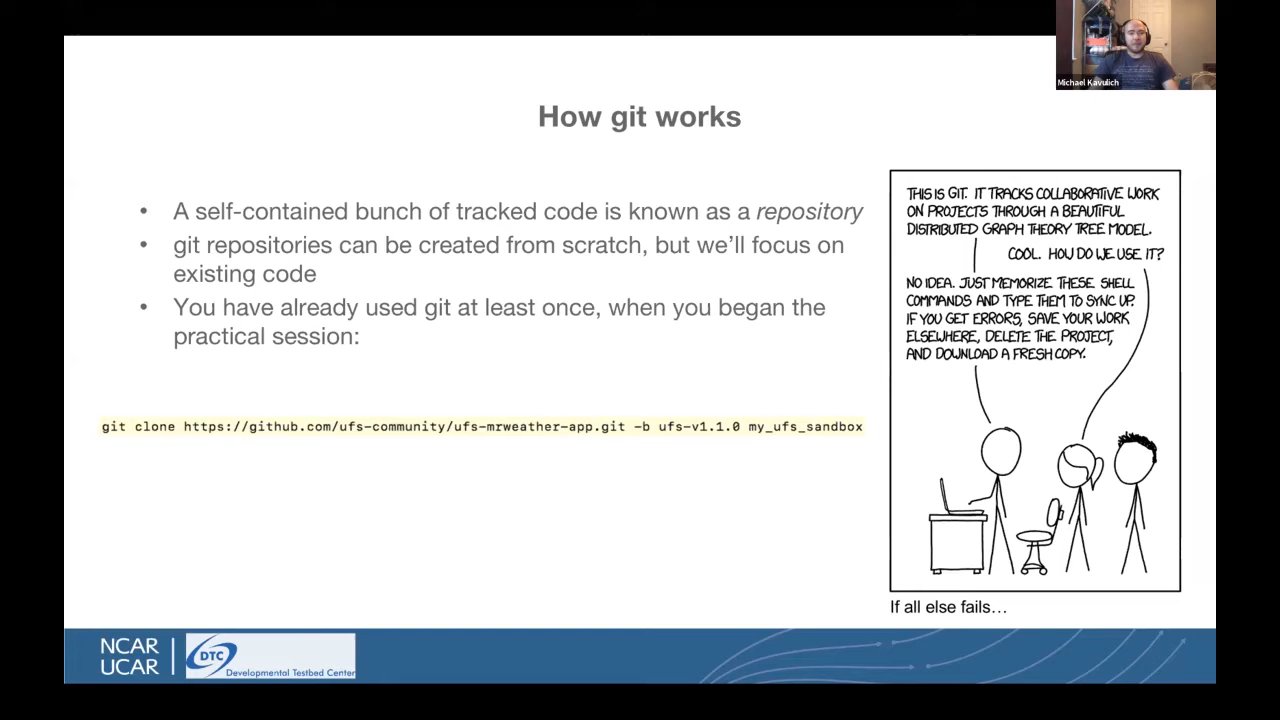 Michael Kavulich
How git works
• A self-contained bunch of tracked code is known as a repository
• git repositories can be created from scratch, but we'll focus on
existing code
• You have already used git at least once, when you began the
practical session:
git clone https://github.com/ufs-community/ufs-mrweather-app.git -b ufs-v1.1.0 my_ufs_sandbox
THIS IS GIT. IT TRACKS COLLABORATIVE WORK
ON PROJECTS THROUGH A BEAUTIFUL
DISTRIBUTED GRAPH THEORY TREE MODEL.
COOL. HOW DO WE USE IT?
NO IDEA. JUST MEMORIZE THESE SHELL
COMMANDS AND TYPE THEM TO SYNC UP.
IF YOU GET ERRORS, SAVE YOUR WORK
ELSEWHERE, DELETE THE PROJECT,
AND DOWNLOAD A FRESH COPY.
If all else fails...
NCAR
UCAR
DTC
Developmental Testbed Center